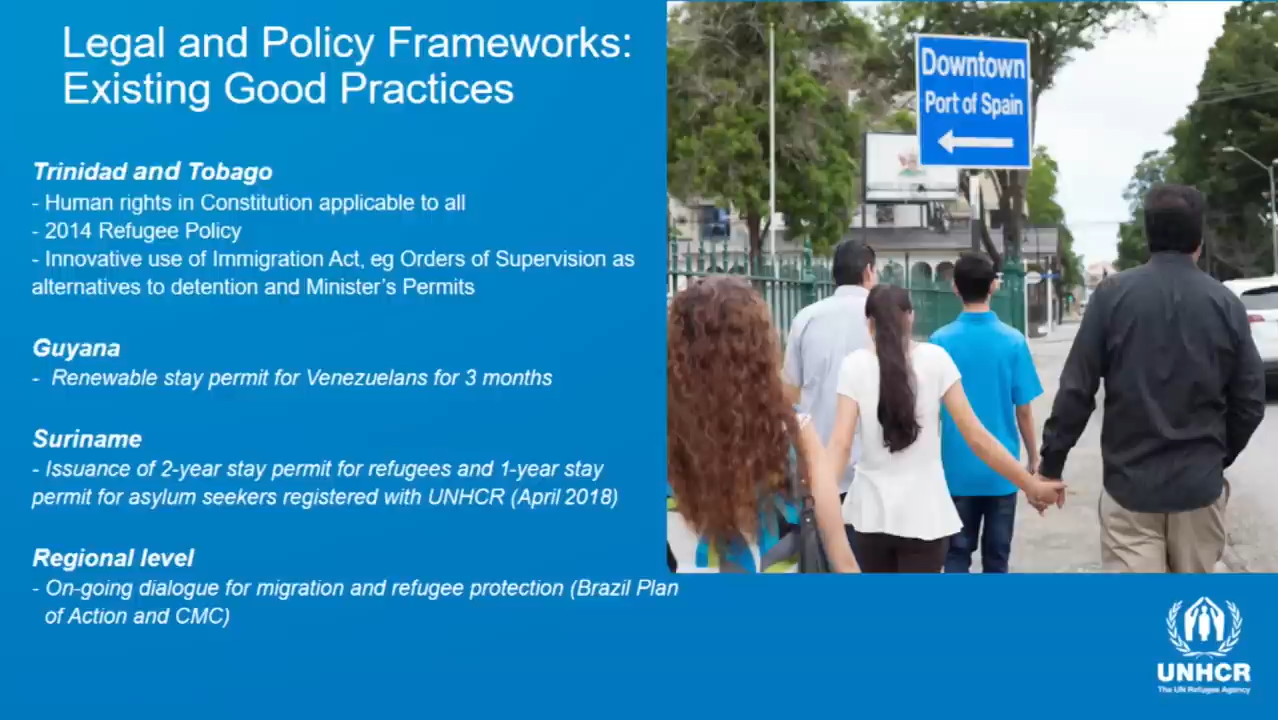 Legal and Policy Frameworks:
Existing Good Practices
Trinidad and Tobago
- Human rights in Constitution applicable to all
- 2014 Refugee Policy
- Innovative use of Immigration Act, eg Orders of Supervision as
alternatives to detention and Minister's Permits
Guyana
- Renewable stay permit for Venezuelans for 3 months
Suriname
- Issuance of 2-year stay permit for refugees and 1-year stay
permit for asylum seekers registered with UNHCR (April 2018)
Regional level
- On-going dialogue for migration and refugee protection (Brazil Plan
of Action and CMC)
Downtown
Port of Spain
UNHCR
The UN Refugee Agency